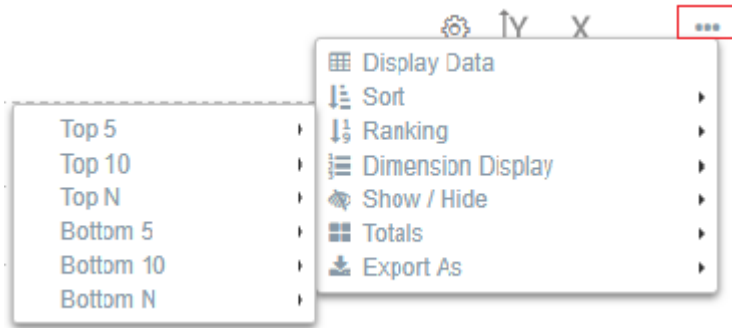 Y X
Display Data
Sort
Ranking
Dimension Display
Show / Hide
Totals
Export As
Top 5
Top 10
Top N
Bottom 5
Bottom 10
Bottom N